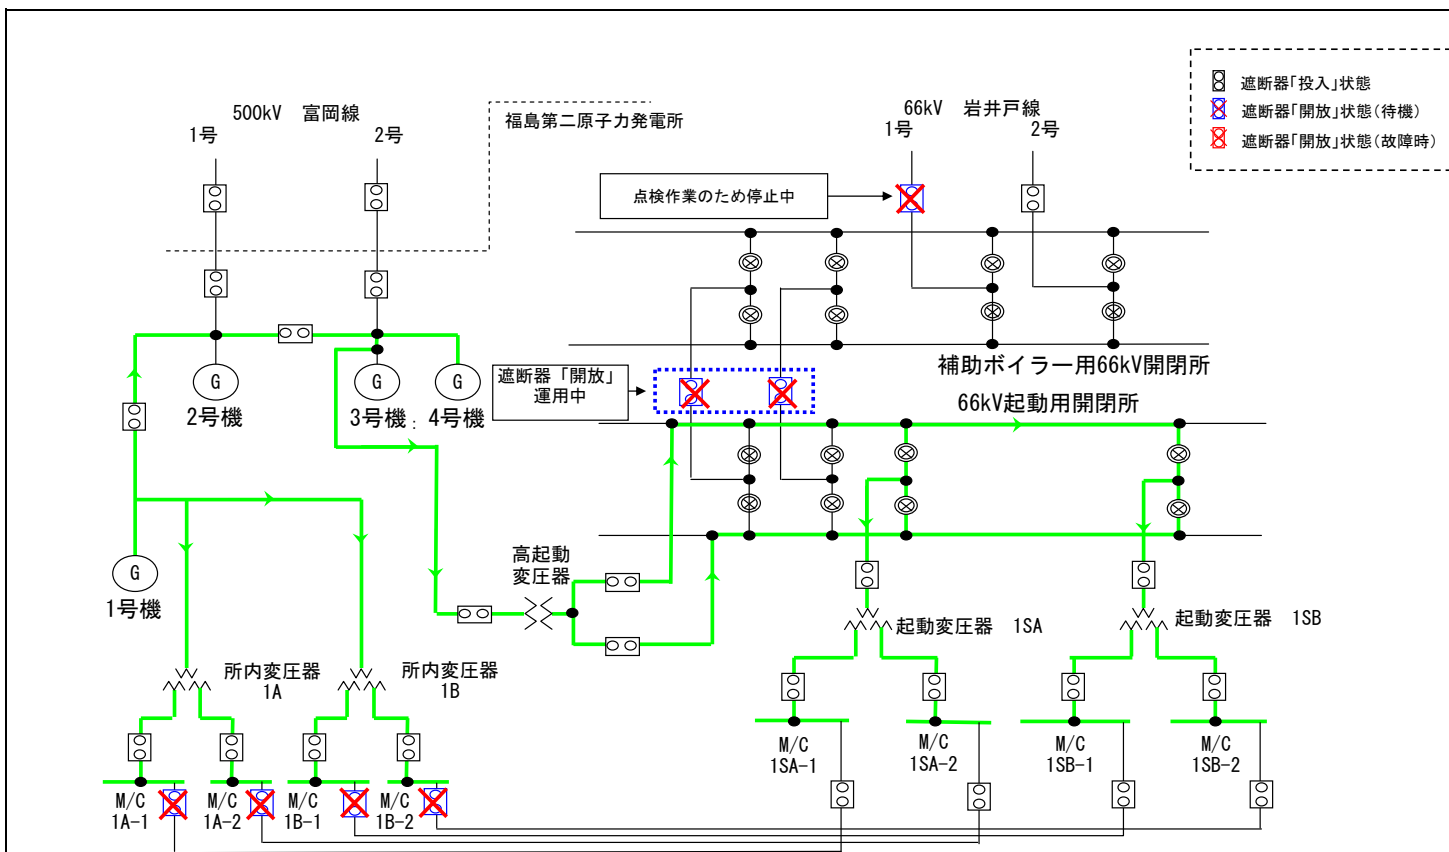 遮断器「投入」状態
遮断器「開放」状態(待機)
遮断器「開放」状態(故障時)
500kV 富岡線
1号
2号
福島第二原子力発電所
66kV 岩井戸線
1号
2号
点検作業のため停止中
補助ボイラー用66kV開閉所
遮断器「開放」
運用中
66kV起動用開閉所
G
2号機
G
3号機:
G
4号機
G
1号機
高起動
変圧器
所内変圧器
1A
所内変圧器
1B
起動変圧器 1SA
起動変圧器 1SB
M/C
1SA-1
M/C
1SA-2
M/C
1SB-1
M/C
1SB-2
M/C
1A-1
M/C
1A-2
M/C
1B-1
M/C
1B-2